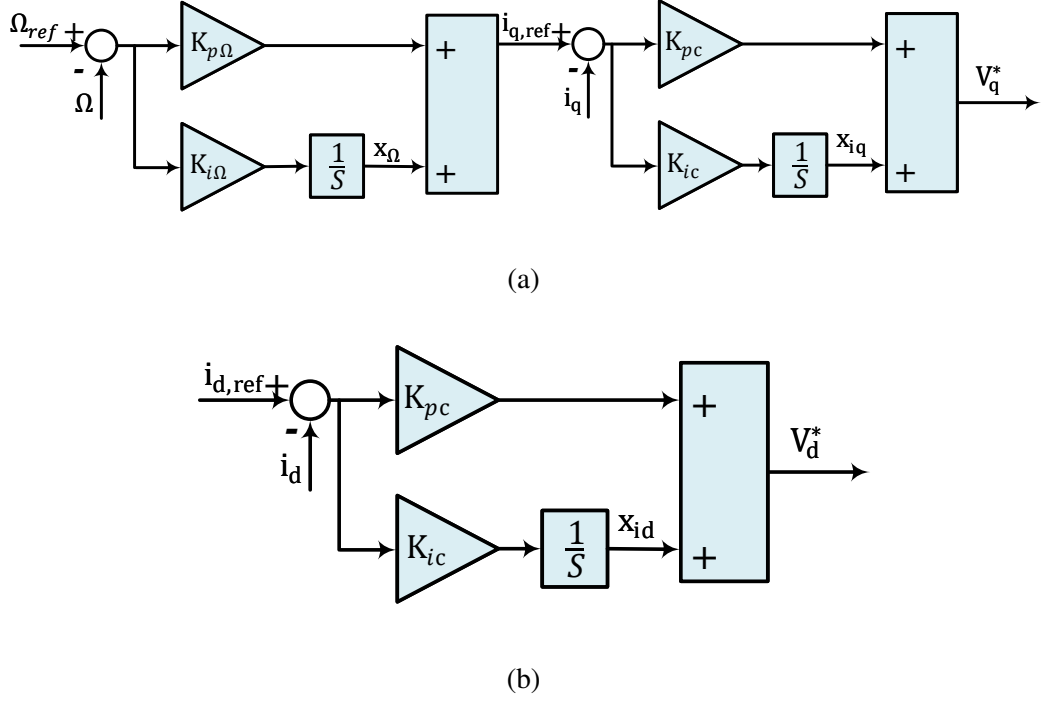 Ω_ref + K_pΩ + i_q,ref + K_pc +
- Ω - i_q V_q^*
K_iΩ 1/S x_Ω + K_ic 1/S x_iq +
(a)
i_d,ref + K_pc +
- i_d V_d^*
K_ic 1/S x_id +
(b)